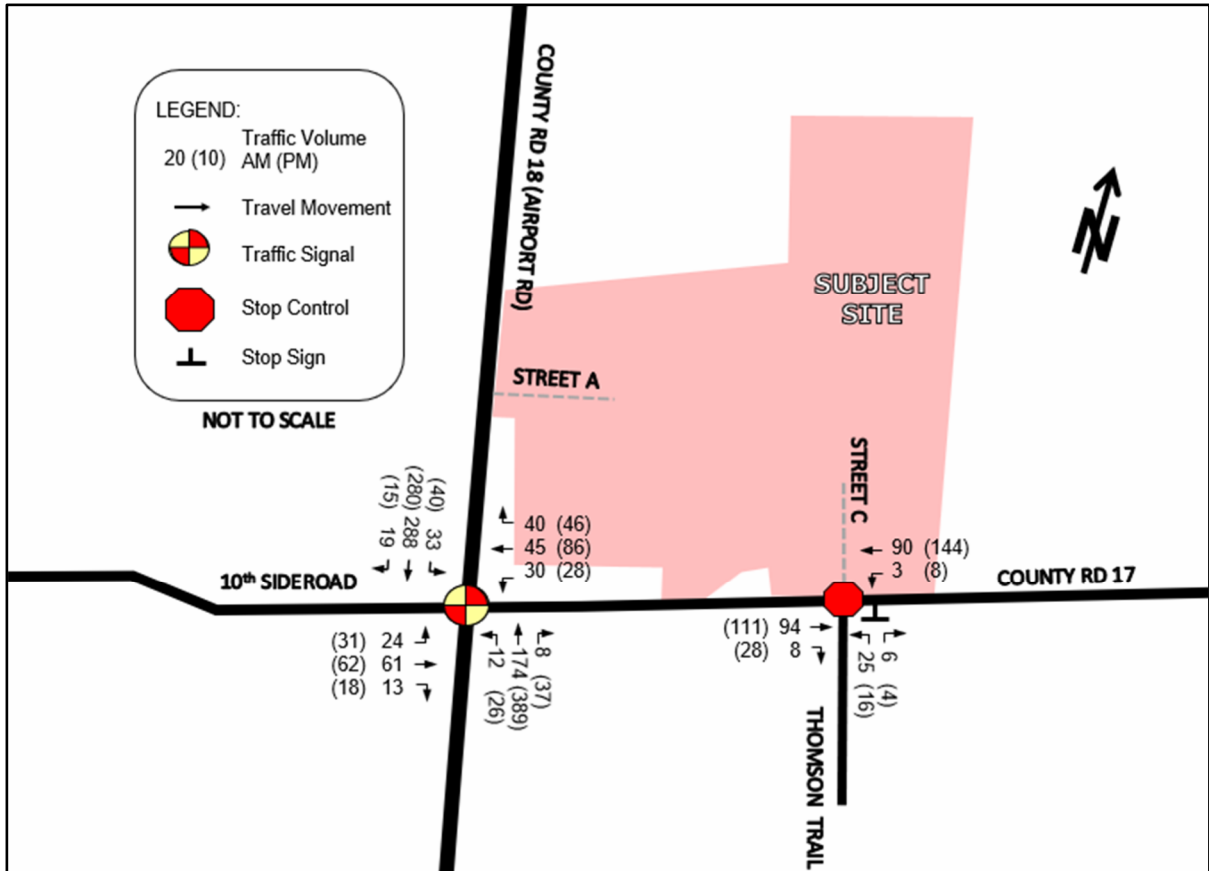 LEGEND:
20 (10) Traffic Volume
AM (PM)
Travel Movement
Traffic Signal
Stop Control
Stop Sign
NOT TO SCALE
COUNTY RD 18 (AIRPORT RD)
N
SUBJECT
SITE
STREET A
STREET C
(15) 19
(280) 288
(40) 33
40 (46)
45 (86)
30 (28)
10th SIDEROAD
90 (144)
3 (8)
COUNTY RD 17
(31) 24
(62) 61
(18) 13
12 (26)
174 (389)
8 (37)
(111) 94
(28) 8
25 (16)
6 (4)
THOMSON TRAIL